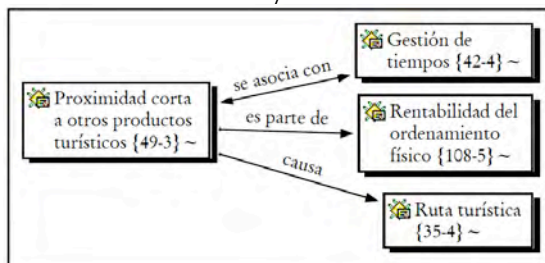 Gestión de
tiempos {42-4} ~
se asocia con
Proximidad corta
a otros productos
turísticos {49-3} ~
es parte de
Rentabilidad del
ordenamiento
físico {108-5} ~
causa
Ruta turística
{35-4} ~